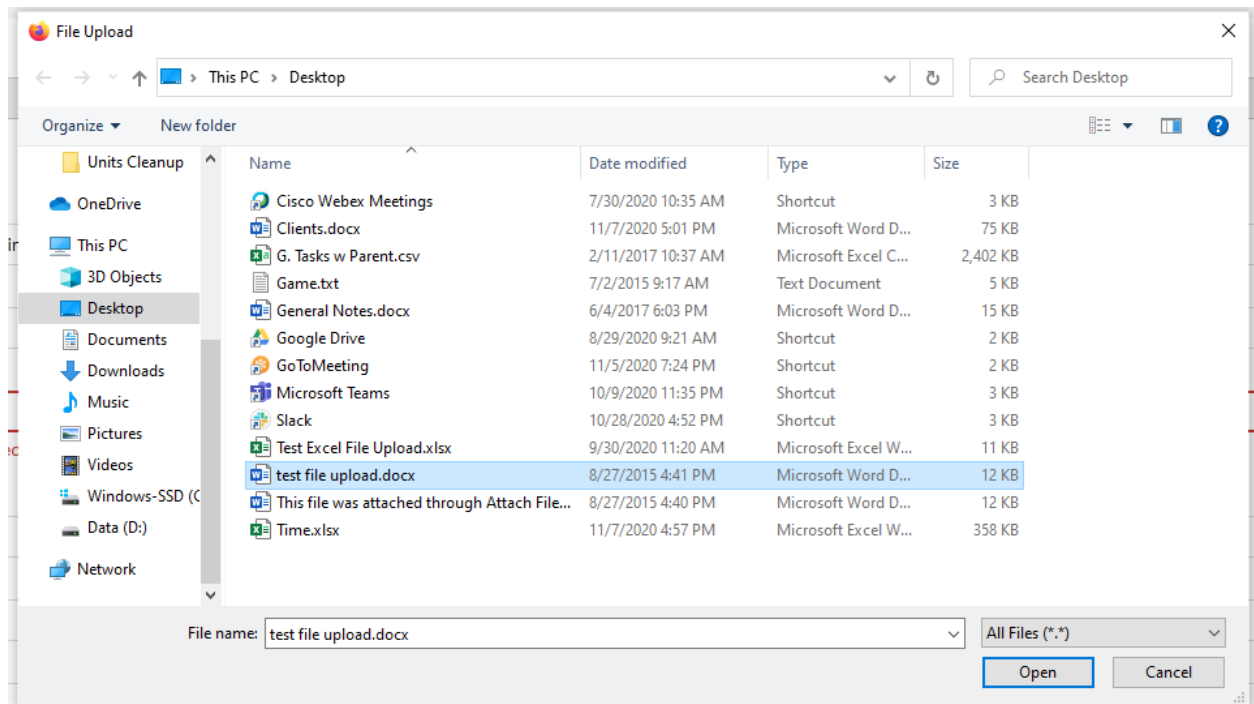 File Upload
This PC > Desktop
Search Desktop
Organize
New folder
Units Cleanup
OneDrive
This PC
3D Objects
Desktop
Documents
Downloads
Music
Pictures
Videos
Windows-SSD (C
Data (D:)
Network
Name Date modified Type Size
Cisco Webex Meetings 7/30/2020 10:35 AM Shortcut 3 KB
Clients.docx 11/7/2020 5:01 PM Microsoft Word D... 75 KB
G. Tasks w Parent.csv 2/11/2017 10:37 AM Microsoft Excel C... 2,402 KB
Game.txt 7/2/2015 9:17 AM Text Document 5 KB
General Notes.docx 6/4/2017 6:03 PM Microsoft Word D... 15 KB
Google Drive 8/29/2020 9:21 AM Shortcut 2 KB
GoToMeeting 11/5/2020 7:24 PM Shortcut 2 KB
Microsoft Teams 10/9/2020 11:35 PM Shortcut 3 KB
Slack 10/28/2020 4:52 PM Shortcut 3 KB
Test Excel File Upload.xlsx 9/30/2020 11:20 AM Microsoft Excel W... 11 KB
test file upload.docx 8/27/2015 4:41 PM Microsoft Word D... 12 KB
This file was attached through Attach File... 8/27/2015 4:40 PM Microsoft Word D... 12 KB
Time.xlsx 11/7/2020 4:57 PM Microsoft Excel W... 358 KB
File name: test file upload.docx
All Files (*.*)
Open
Cancel